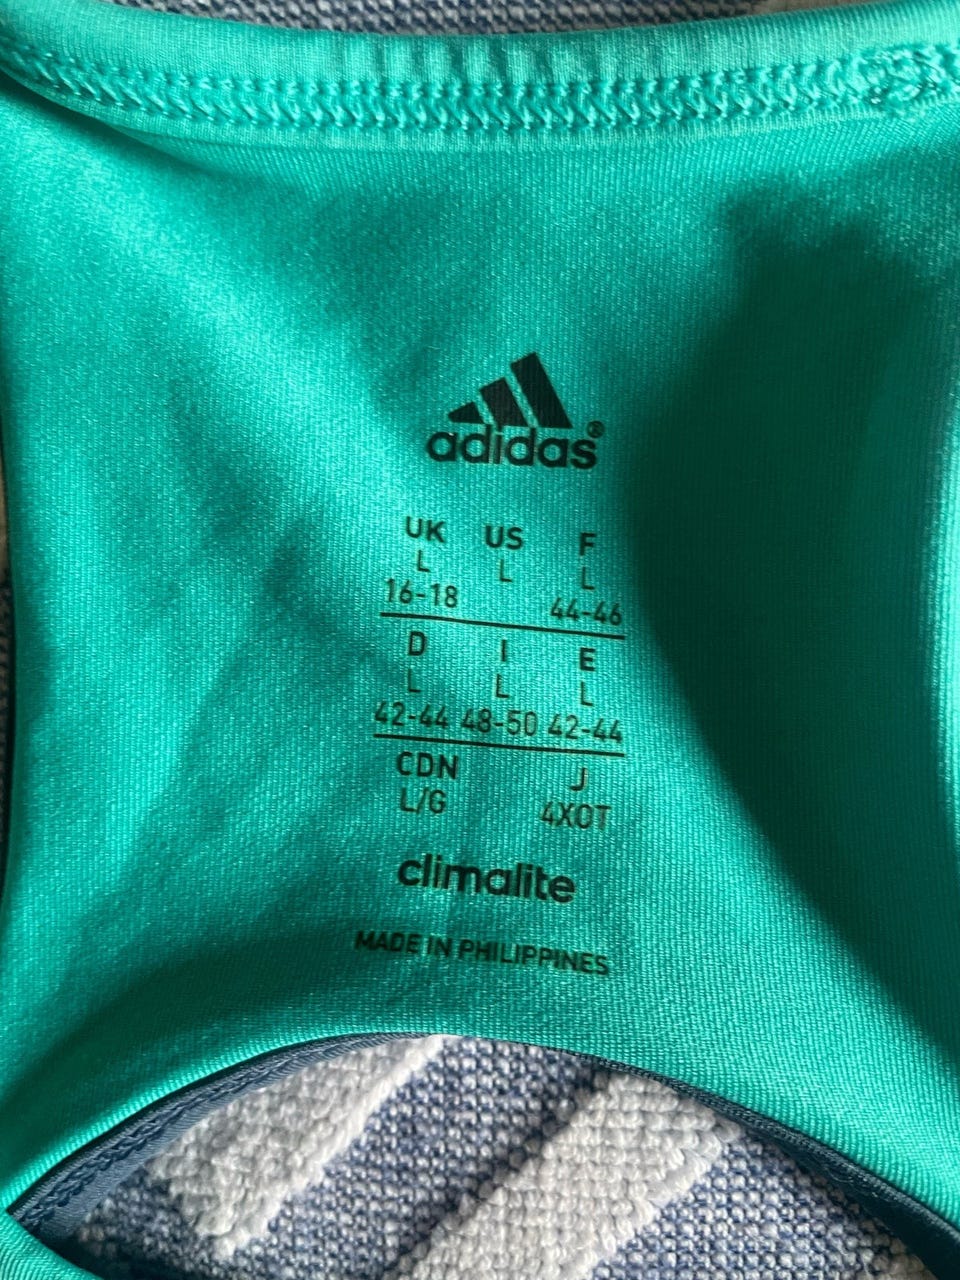 adidas®
UK US F
L L L
16-18 44-46
D I E
L L L
42-44 48-50 42-44
CDN J
L/G 4XOT
climalite
MADE IN PHILIPPINES